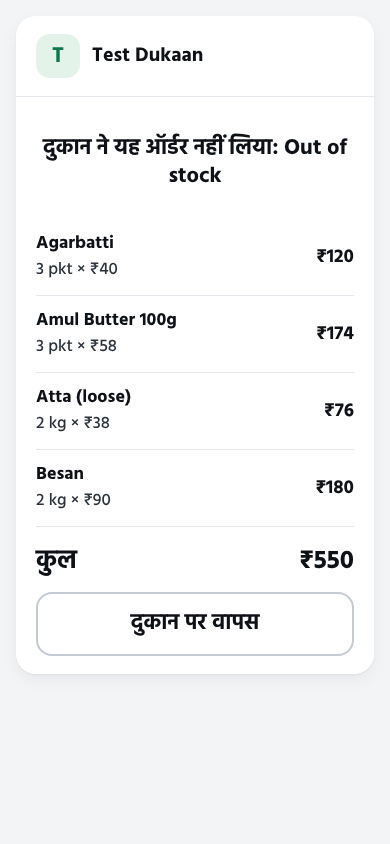 T
Test Dukaan
दुकान ने यह ऑर्डर नहीं लिया: Out of
stock
Agarbatti
3 pkt × ₹40
₹120
Amul Butter 100g
3 pkt × ₹58
₹174
Atta (loose)
2 kg × ₹38
₹76
Besan
2 kg × ₹90
₹180
कुल
₹550
दुकान पर वापस